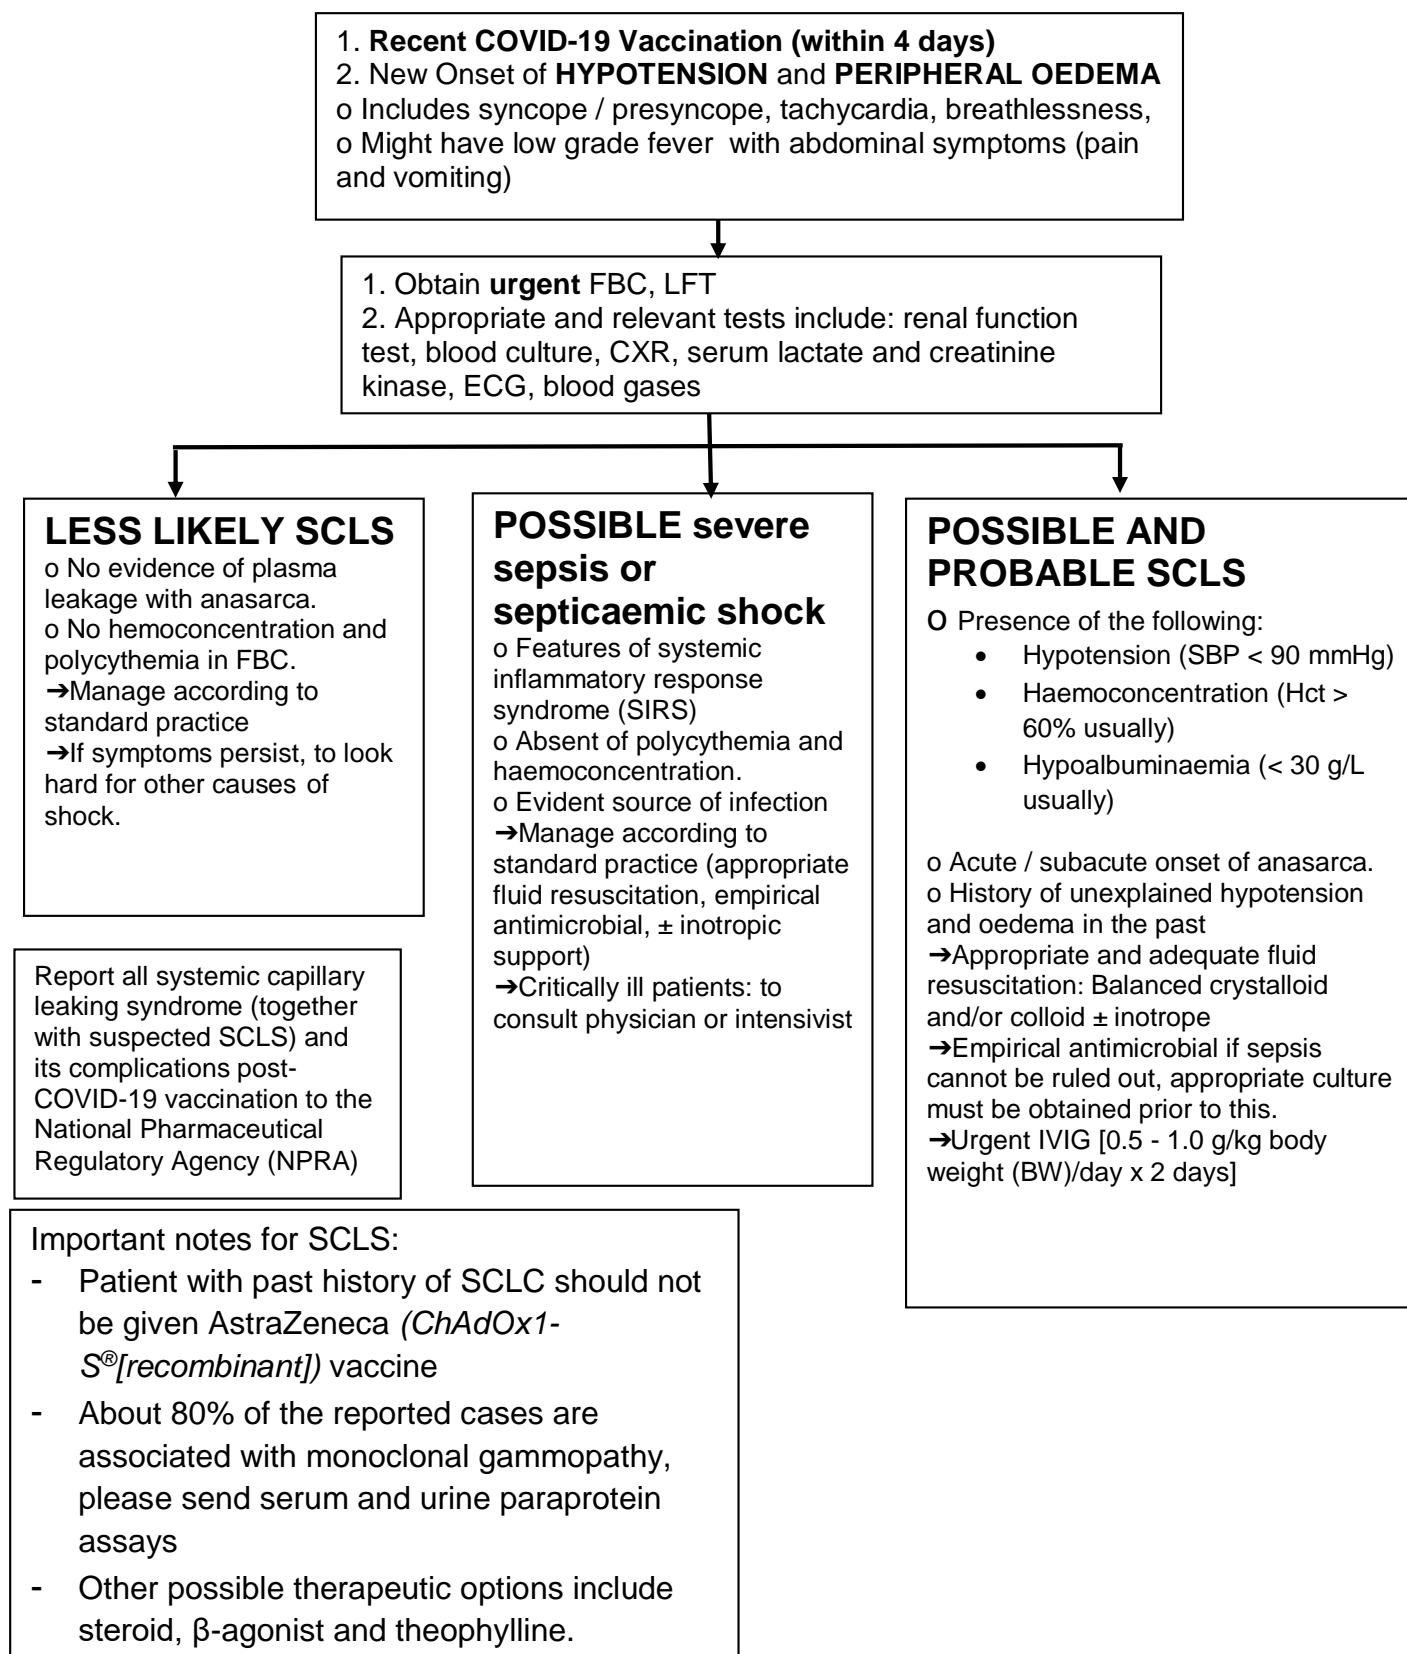 1. Recent COVID-19 Vaccination (within 4 days)
2. New Onset of HYPOTENSION and PERIPHERAL OEDEMA
o Includes syncope / presyncope, tachycardia, breathlessness,
o Might have low grade fever with abdominal symptoms (pain
and vomiting)
1. Obtain urgent FBC, LFT
2. Appropriate and relevant tests include: renal function
test, blood culture, CXR, serum lactate and creatinine
kinase, ECG, blood gases
LESS LIKELY SCLS
o No evidence of plasma
leakage with anasarca.
o No hemoconcentration and
polycythemia in FBC.
➔Manage according to
standard practice
➔If symptoms persist, to look
hard for other causes of
shock.
POSSIBLE severe
sepsis or
septicaemic shock
o Features of systemic
inflammatory response
syndrome (SIRS)
o Absent of polycythemia and
haemoconcentration.
o Evident source of infection
➔Manage according to
standard practice (appropriate
fluid resuscitation, empirical
antimicrobial, ± inotropic
support)
➔Critically ill patients: to
consult physician or intensivist
POSSIBLE AND
PROBABLE SCLS
o Presence of the following:
• Hypotension (SBP < 90 mmHg)
• Haemoconcentration (Hct >
60% usually)
• Hypoalbuminaemia (< 30 g/L
usually)
o Acute / subacute onset of anasarca.
o History of unexplained hypotension
and oedema in the past
➔Appropriate and adequate fluid
resuscitation: Balanced crystalloid
and/or colloid ± inotrope
➔Empirical antimicrobial if sepsis
cannot be ruled out, appropriate culture
must be obtained prior to this.
➔Urgent IVIG [0.5 - 1.0 g/kg body
weight (BW)/day x 2 days]
Report all systemic capillary
leaking syndrome (together
with suspected SCLS) and
its complications post-
COVID-19 vaccination to the
National Pharmaceutical
Regulatory Agency (NPRA)
Important notes for SCLS:
- Patient with past history of SCLC should not
be given AstraZeneca (ChAdOx1-
S®[recombinant]) vaccine
- About 80% of the reported cases are
associated with monoclonal gammopathy,
please send serum and urine paraprotein
assays
- Other possible therapeutic options include
steroid, β-agonist and theophylline.